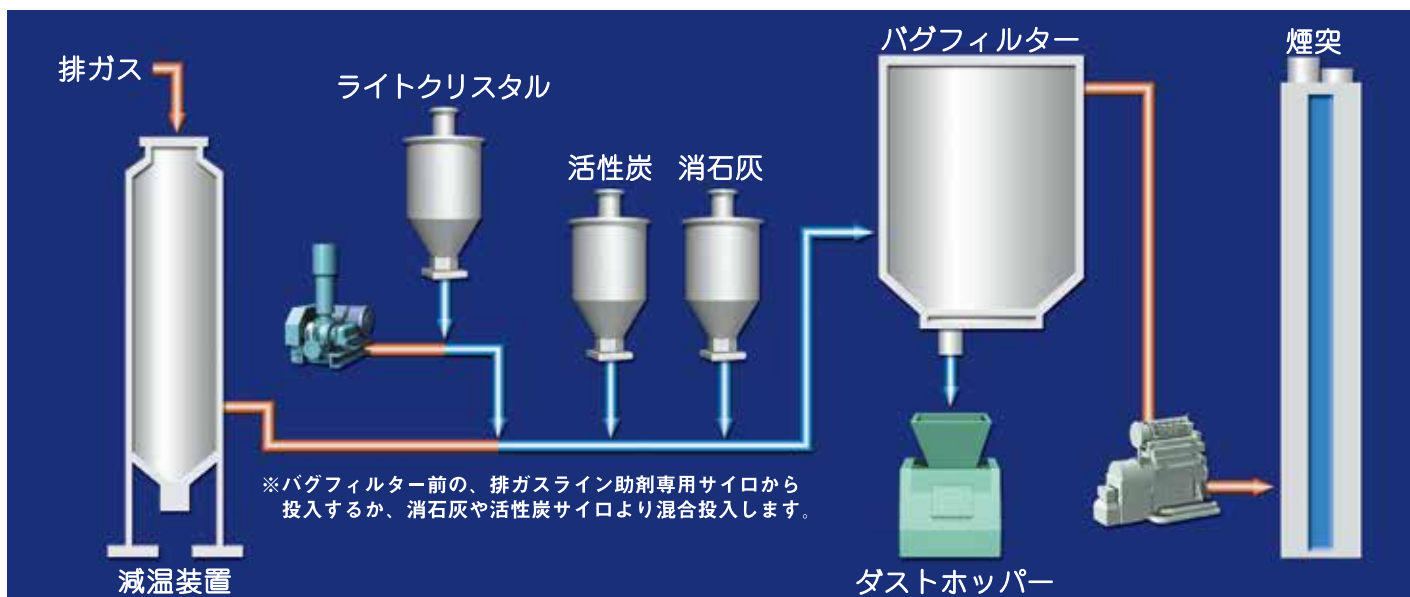 排ガス
ライトクリスタル
活性炭
消石灰
バグフィルター
煙突
※バグフィルター前の、排ガスライン助剤専用サイロから
投入するか、消石灰や活性炭サイロより混合投入します。
減温装置
ダストホッパー